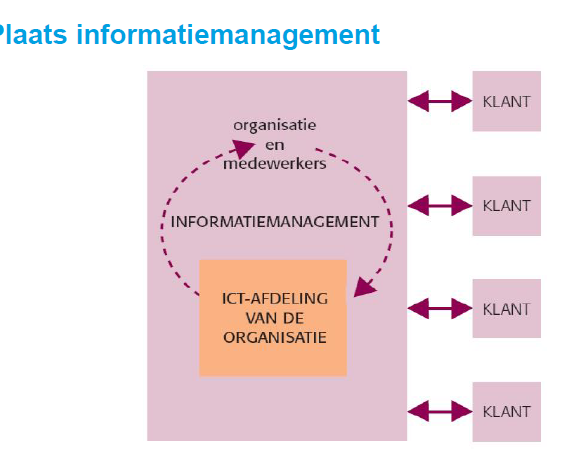 Plaats informatiemanagement
organisatie
en
medewerkers
INFORMATIEMANAGEMENT
ICT-AFDELING
VAN DE
ORGANISATIE
KLANT
KLANT
KLANT
KLANT